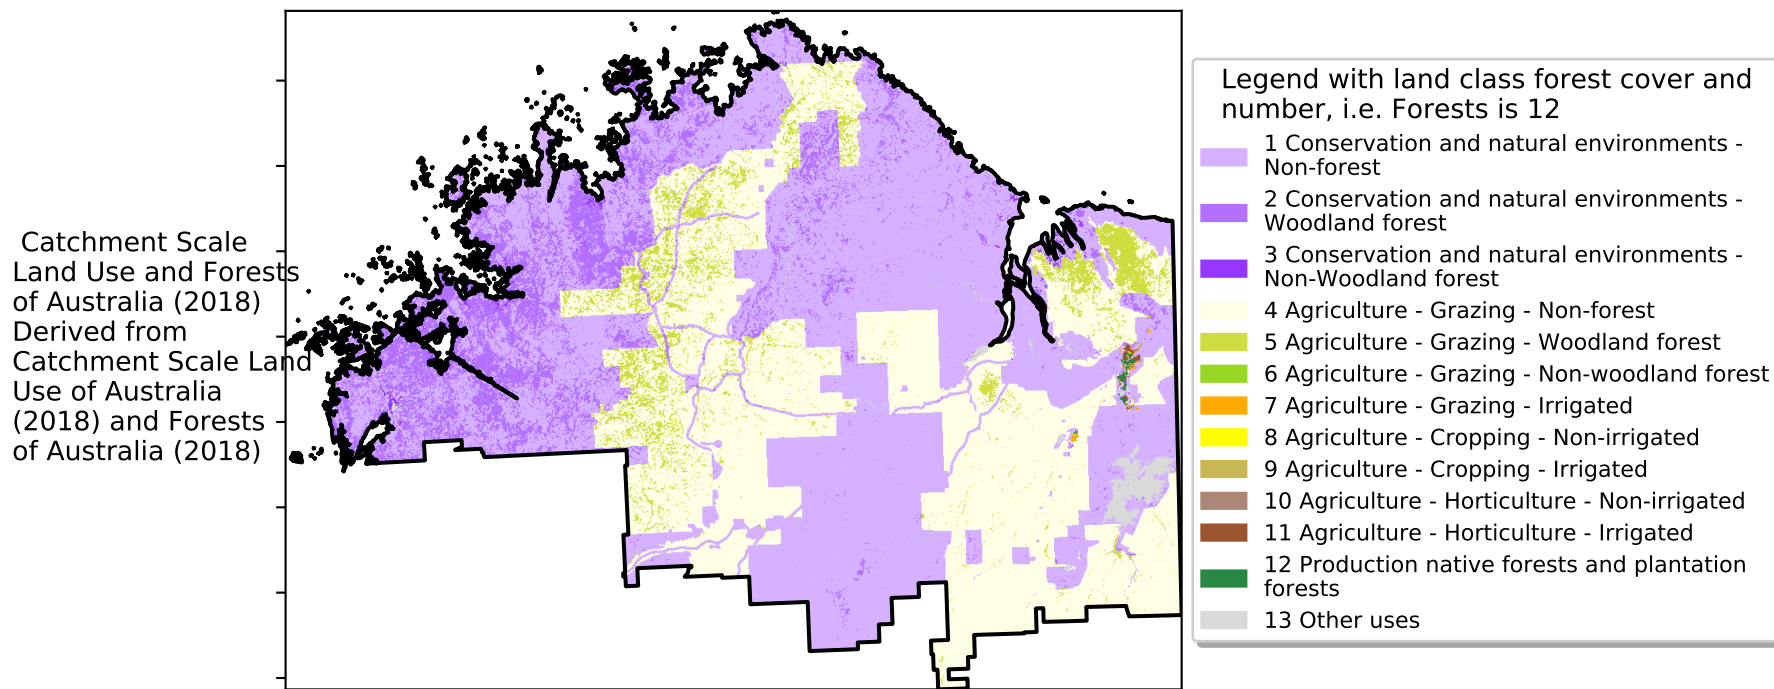 Catchment Scale
Land Use and Forests
of Australia (2018)
Derived from
Catchment Scale Land
Use of Australia
(2018) and Forests
of Australia (2018)
Legend with land class forest cover and
number, i.e. Forests is 12
1 Conservation and natural environments -
Non-forest
2 Conservation and natural environments -
Woodland forest
3 Conservation and natural environments -
Non-Woodland forest
4 Agriculture - Grazing - Non-forest
5 Agriculture - Grazing - Woodland forest
6 Agriculture - Grazing - Non-woodland forest
7 Agriculture - Grazing - Irrigated
8 Agriculture - Cropping - Non-irrigated
9 Agriculture - Cropping - Irrigated
10 Agriculture - Horticulture - Non-irrigated
11 Agriculture - Horticulture - Irrigated
12 Production native forests and plantation
forests
13 Other uses